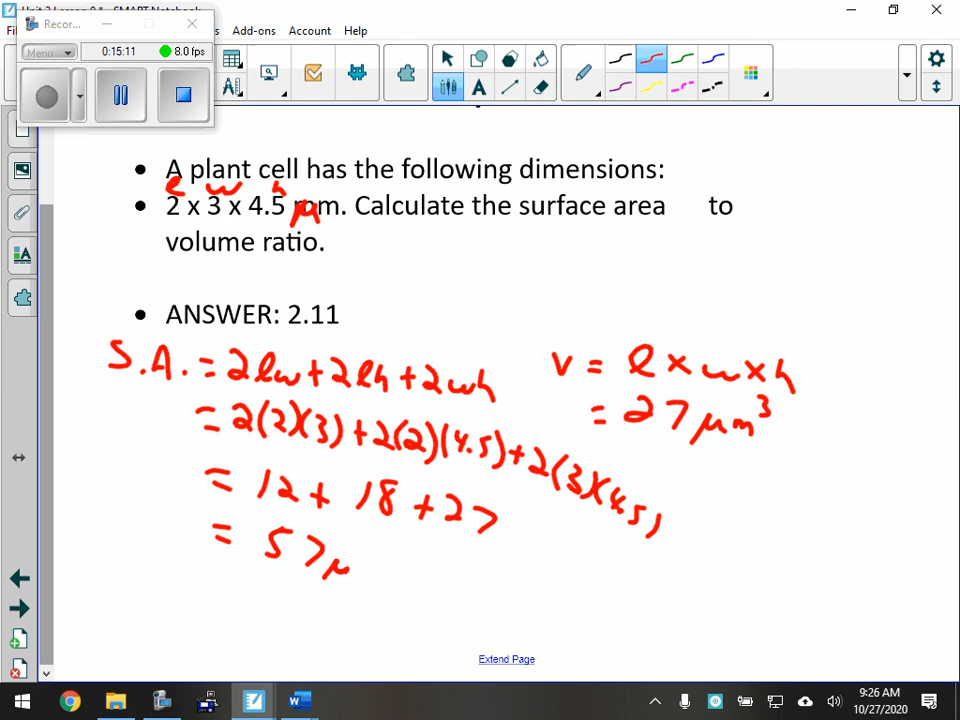 Recor...
Menu
0:15:11
8.0 fps
Add-ons Account Help
• A plant cell has the following dimensions:
l w h
• 2 x 3 x 4.5 μm. Calculate the surface area to
volume ratio.
• ANSWER: 2.11
S.A. = 2lw + 2lh + 2wh
= 2(2)(3) + 2(2)(4.5) + 2(3)(4.5)
= 12 + 18 + 27
= 57μ
V = l x w x h
= 27 μm³
Extend Page
9:26 AM
10/27/2020